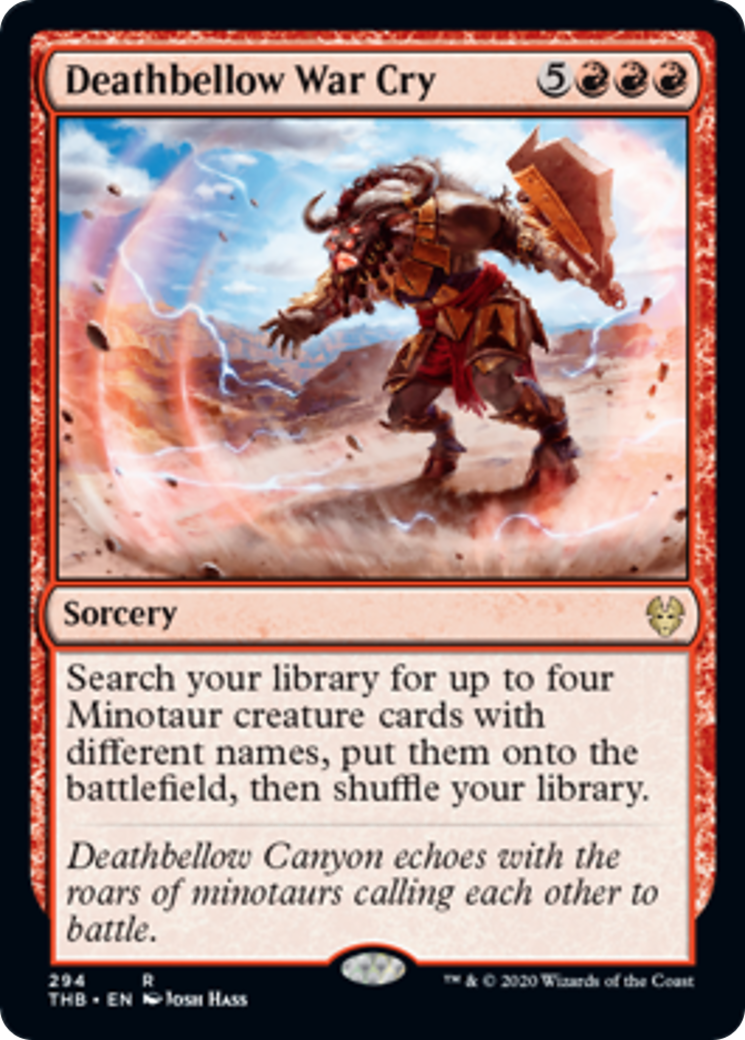 Deathbellow War Cry 5
Sorcery
Search your library for up to four
Minotaur creature cards with
different names, put them onto the
battlefield, then shuffle your library.
Deathbellow Canyon echoes with the
roars of minotaurs calling each other to
battle.
294 R
THB • EN Josh Hass
™ & © 2020 Wizards of the Coast